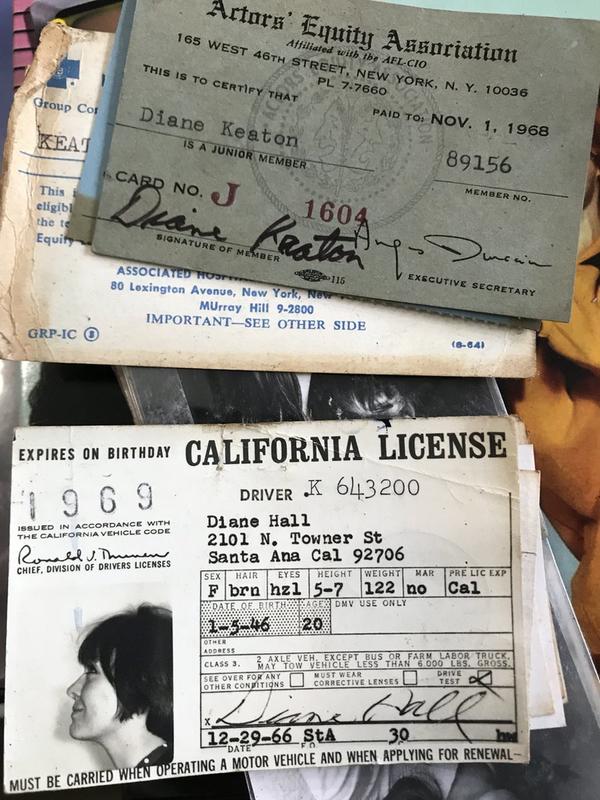 Actors' Equity Association
Affiliated with the AFL-CIO
165 WEST 46TH STREET, NEW YORK, N. Y. 10036
PL 7-7660
THIS IS TO CERTIFY THAT
PAID TO: NOV. 1, 1968
Diane Keaton
IS A JUNIOR MEMBER
89156
MEMBER NO.
CARD NO. J 1604
Diane Keaton
SIGNATURE OF MEMBER
Angus Duncan
EXECUTIVE SECRETARY
115
Group Con
KEAT
This i
eligibl
the te
Equity
ASSOCIATED HOSPI
80 Lexington Avenue, New York, New
MUrray Hill 9-2800
IMPORTANT—SEE OTHER SIDE
GRP-IC
(8-64)
EXPIRES ON BIRTHDAY
CALIFORNIA LICENSE
1969
DRIVER K 643200
ISSUED IN ACCORDANCE WITH
THE CALIFORNIA VEHICLE CODE
CHIEF, DIVISION OF DRIVERS LICENSES
Diane Hall
2101 N. Towner St
Santa Ana Cal 92706
SEX HAIR EYES HEIGHT WEIGHT MAR PRE LIC EXP
F brn hzl 5-7 122 no Cal
DATE OF BIRTH AGE DMV USE ONLY
1-5-46 20
OTHER
ADDRESS
CLASS 3. 2 AXLE VEH, EXCEPT BUS OR FARM LABOR TRUCK,
MAY TOW VEHICLE LESS THAN 6,000 LBS. GROSS.
SEE OVER FOR ANY
OTHER CONDITIONS
MUST WEAR
CORRECTIVE LENSES
DRIVE
TEST
X Diane Hall
12-29-66 StA 30 hm
DATE F.O.
MUST BE CARRIED WHEN OPERATING A MOTOR VEHICLE AND WHEN APPLYING FOR RENEWAL